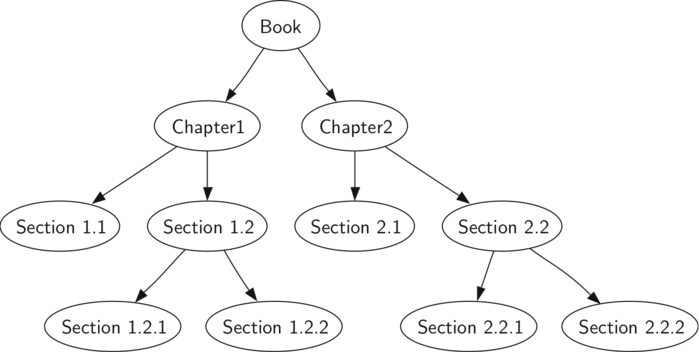 Book
Chapter1
Chapter2
Section 1.1
Section 1.2
Section 2.1
Section 2.2
Section 1.2.1
Section 1.2.2
Section 2.2.1
Section 2.2.2